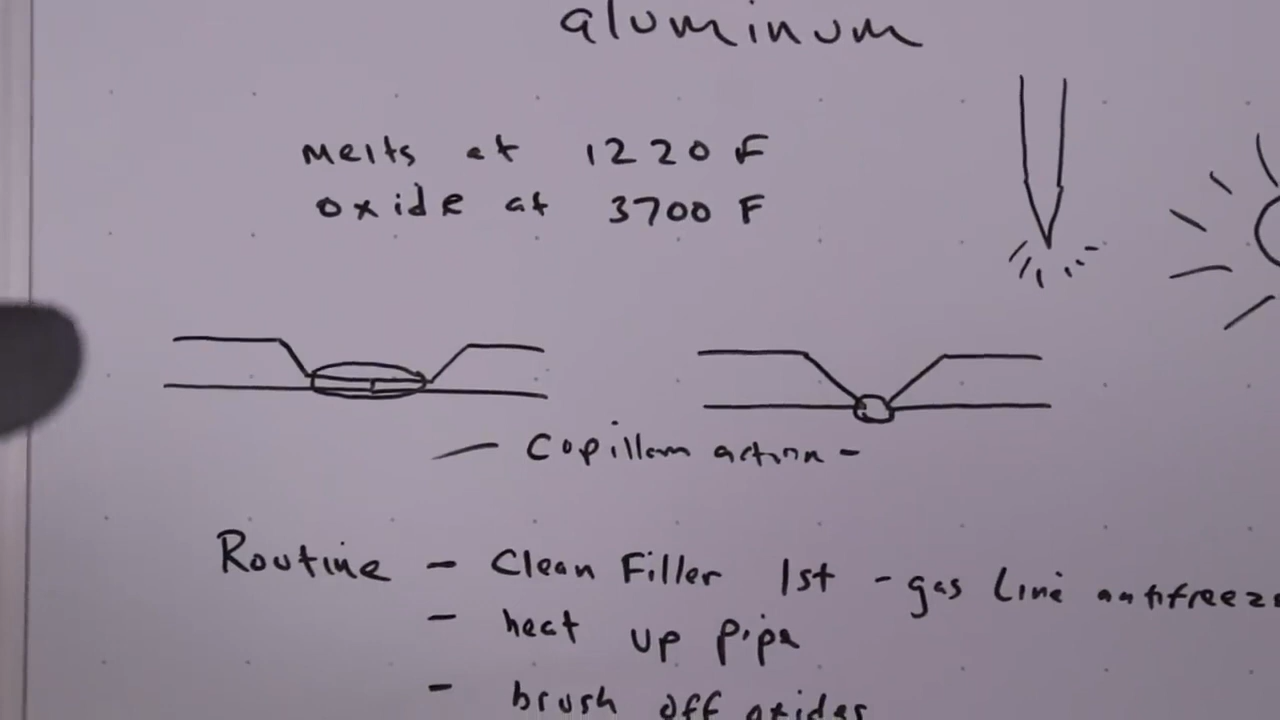 aluminum
melts at 1220 F
oxide at 3700 F
- Copillam action -
Routine - Clean Filler 1st - gas Line antifreeze
- heat up pipe
- brush off oxides